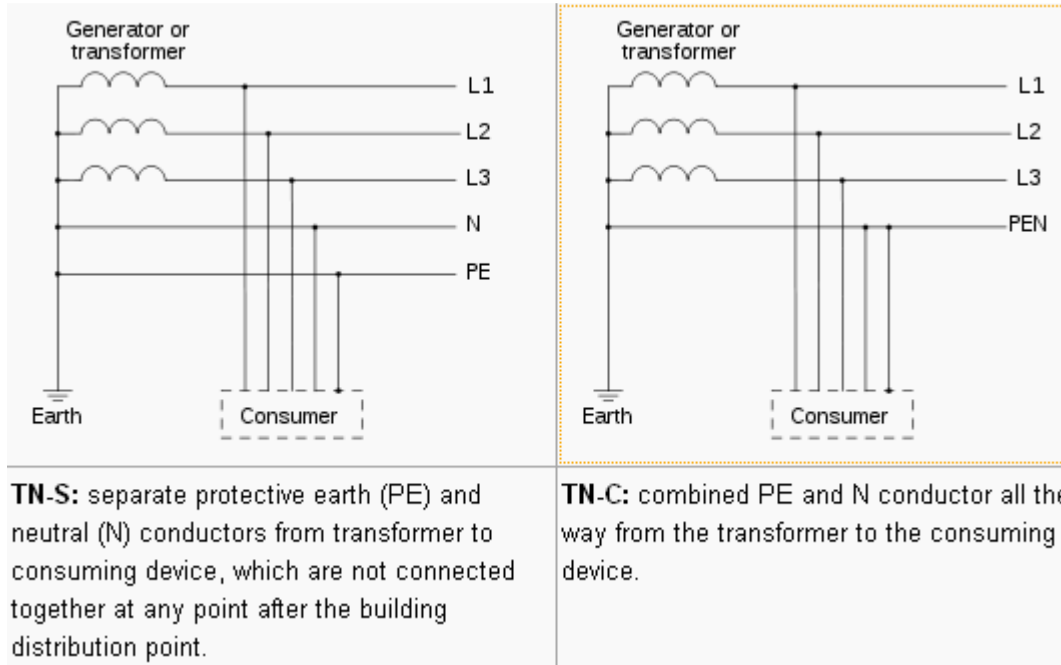 Generator or
transformer
L1
L2
L3
N
PE
Earth
Consumer
TN-S: separate protective earth (PE) and
neutral (N) conductors from transformer to
consuming device, which are not connected
together at any point after the building
distribution point.
Generator or
transformer
L1
L2
L3
PEN
Earth
Consumer
TN-C: combined PE and N conductor all the
way from the transformer to the consuming
device.